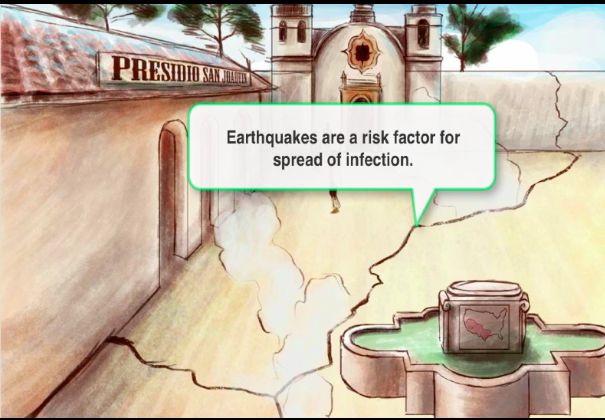 PRESIDIO SAN
Earthquakes are a risk factor for
spread of infection.